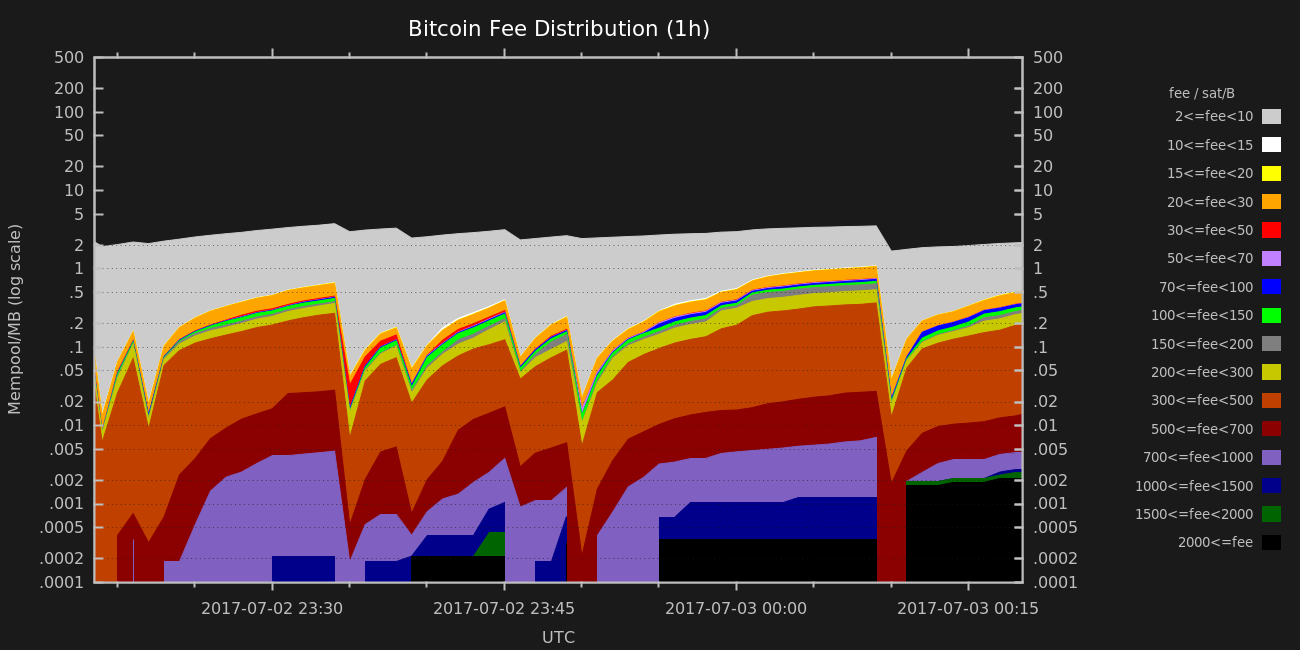 Bitcoin Fee Distribution (1h)
Mempool/MB (log scale)
500
200
100
50
20
10
5
2
1
.5
.2
.1
.05
.02
.01
.005
.002
.001
.0005
.0002
.0001
500
200
100
50
20
10
5
2
1
.5
.2
.1
.05
.02
.01
.005
.002
.001
.0005
.0002
.0001
2017-07-02 23:30
2017-07-02 23:45
2017-07-03 00:00
2017-07-03 00:15
UTC
fee / sat/B
2<=fee<10
10<=fee<15
15<=fee<20
20<=fee<30
30<=fee<50
50<=fee<70
70<=fee<100
100<=fee<150
150<=fee<200
200<=fee<300
300<=fee<500
500<=fee<700
700<=fee<1000
1000<=fee<1500
1500<=fee<2000
2000<=fee